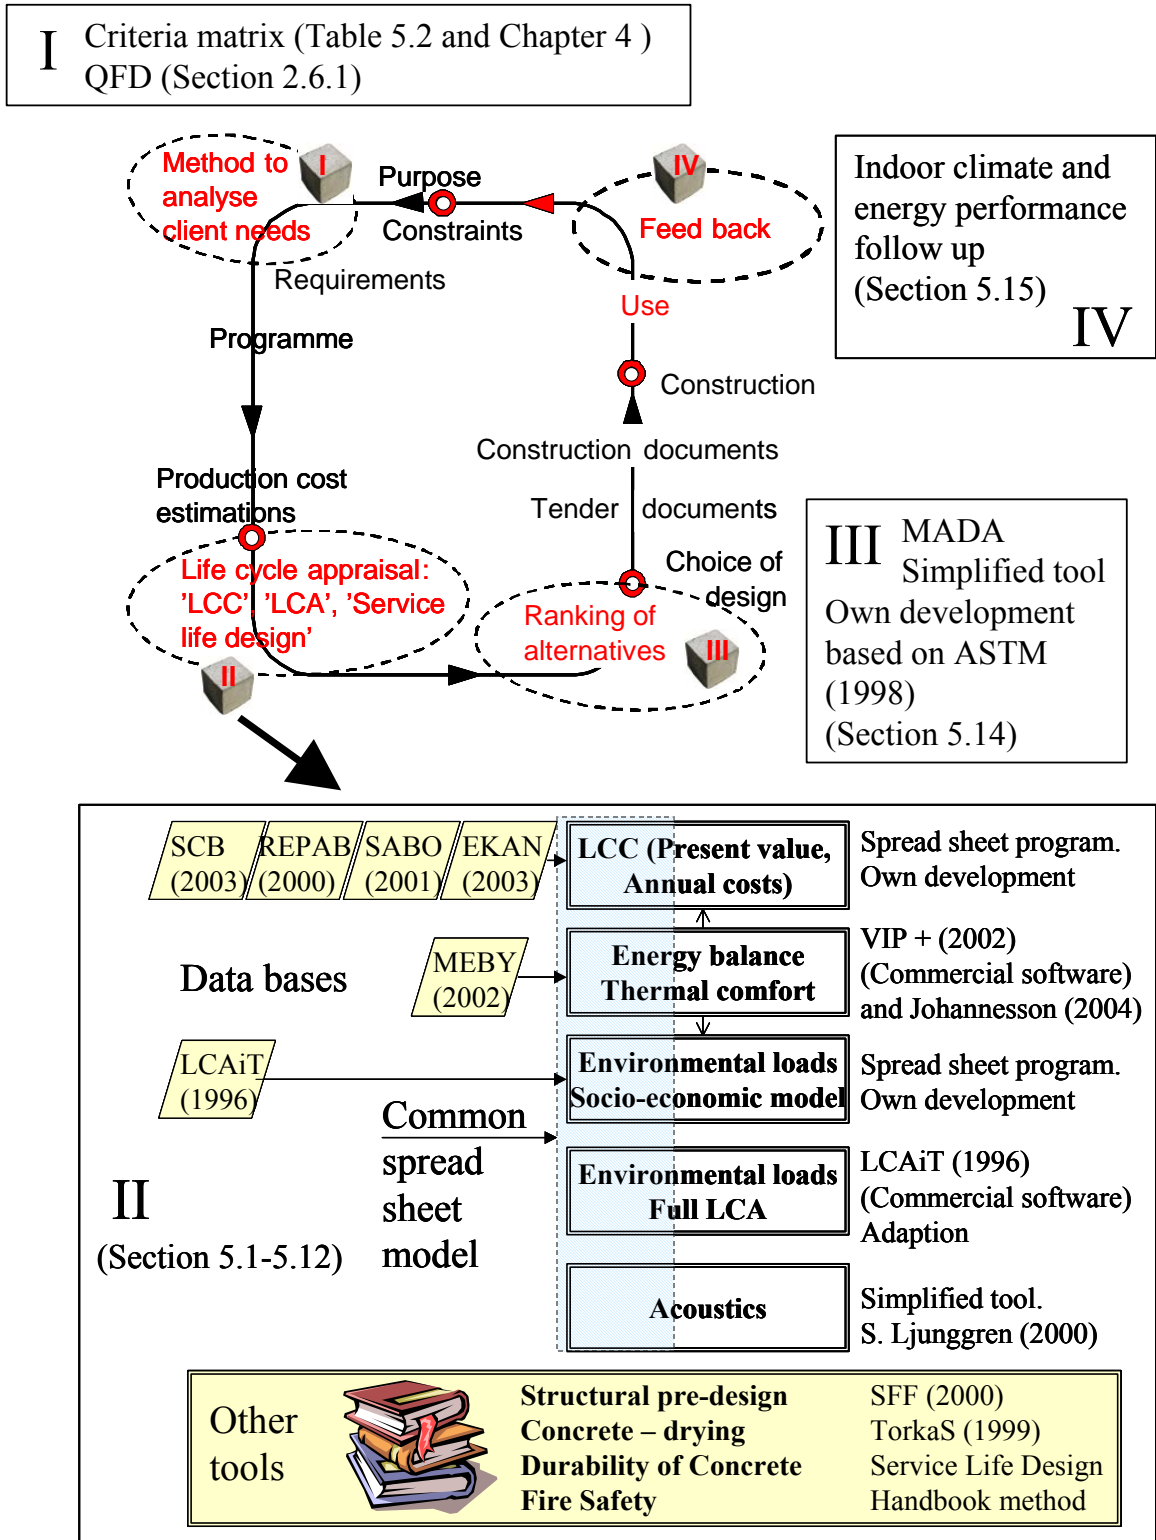 I
Criteria matrix (Table 5.2 and Chapter 4 )
QFD (Section 2.6.1)
Method to
analyse
client needs
I
Purpose
Constraints
IV
Feed back
Indoor climate and
energy performance
follow up
(Section 5.15)
IV
Requirements
Use
Programme
Construction
Construction documents
Production cost
estimations
Tender documents
Choice of
design
Life cycle appraisal:
'LCC', 'LCA', 'Service
life design'
II
Ranking of
alternatives
III
III
MADA
Simplified tool
Own development
based on ASTM
(1998)
(Section 5.14)
SCB
(2003)
REPAB
(2000)
SABO
(2001)
EKAN
(2003)
LCC (Present value,
Annual costs)
Spread sheet program.
Own development
Data bases
MEBY
(2002)
Energy balance
Thermal comfort
VIP + (2002)
(Commercial software)
and Johannesson (2004)
LCAiT
(1996)
Environmental loads
Socio-economic model
Spread sheet program.
Own development
Common
spread
sheet
model
Environmental loads
Full LCA
LCAiT (1996)
(Commercial software)
Adaption
II
(Section 5.1-5.12)
Acoustics
Simplified tool.
S. Ljunggren (2000)
Other
tools
Structural pre-design
Concrete – drying
Durability of Concrete
Fire Safety
SFF (2000)
TorkaS (1999)
Service Life Design
Handbook method